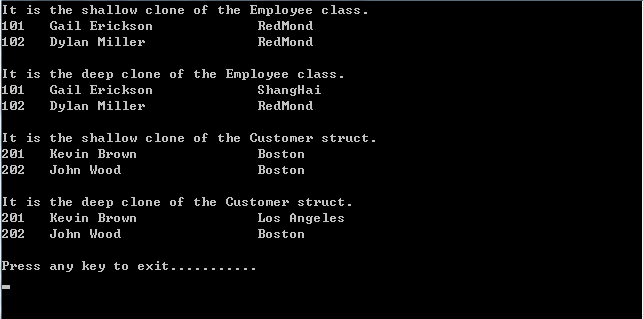 It is the shallow clone of the Employee class.
101 Gail Erickson RedMond
102 Dylan Miller RedMond
It is the deep clone of the Employee class.
101 Gail Erickson ShangHai
102 Dylan Miller RedMond
It is the shallow clone of the Customer struct.
201 Kevin Brown Boston
202 John Wood Boston
It is the deep clone of the Customer struct.
201 Kevin Brown Los Angeles
202 John Wood Boston
Press any key to exit...........